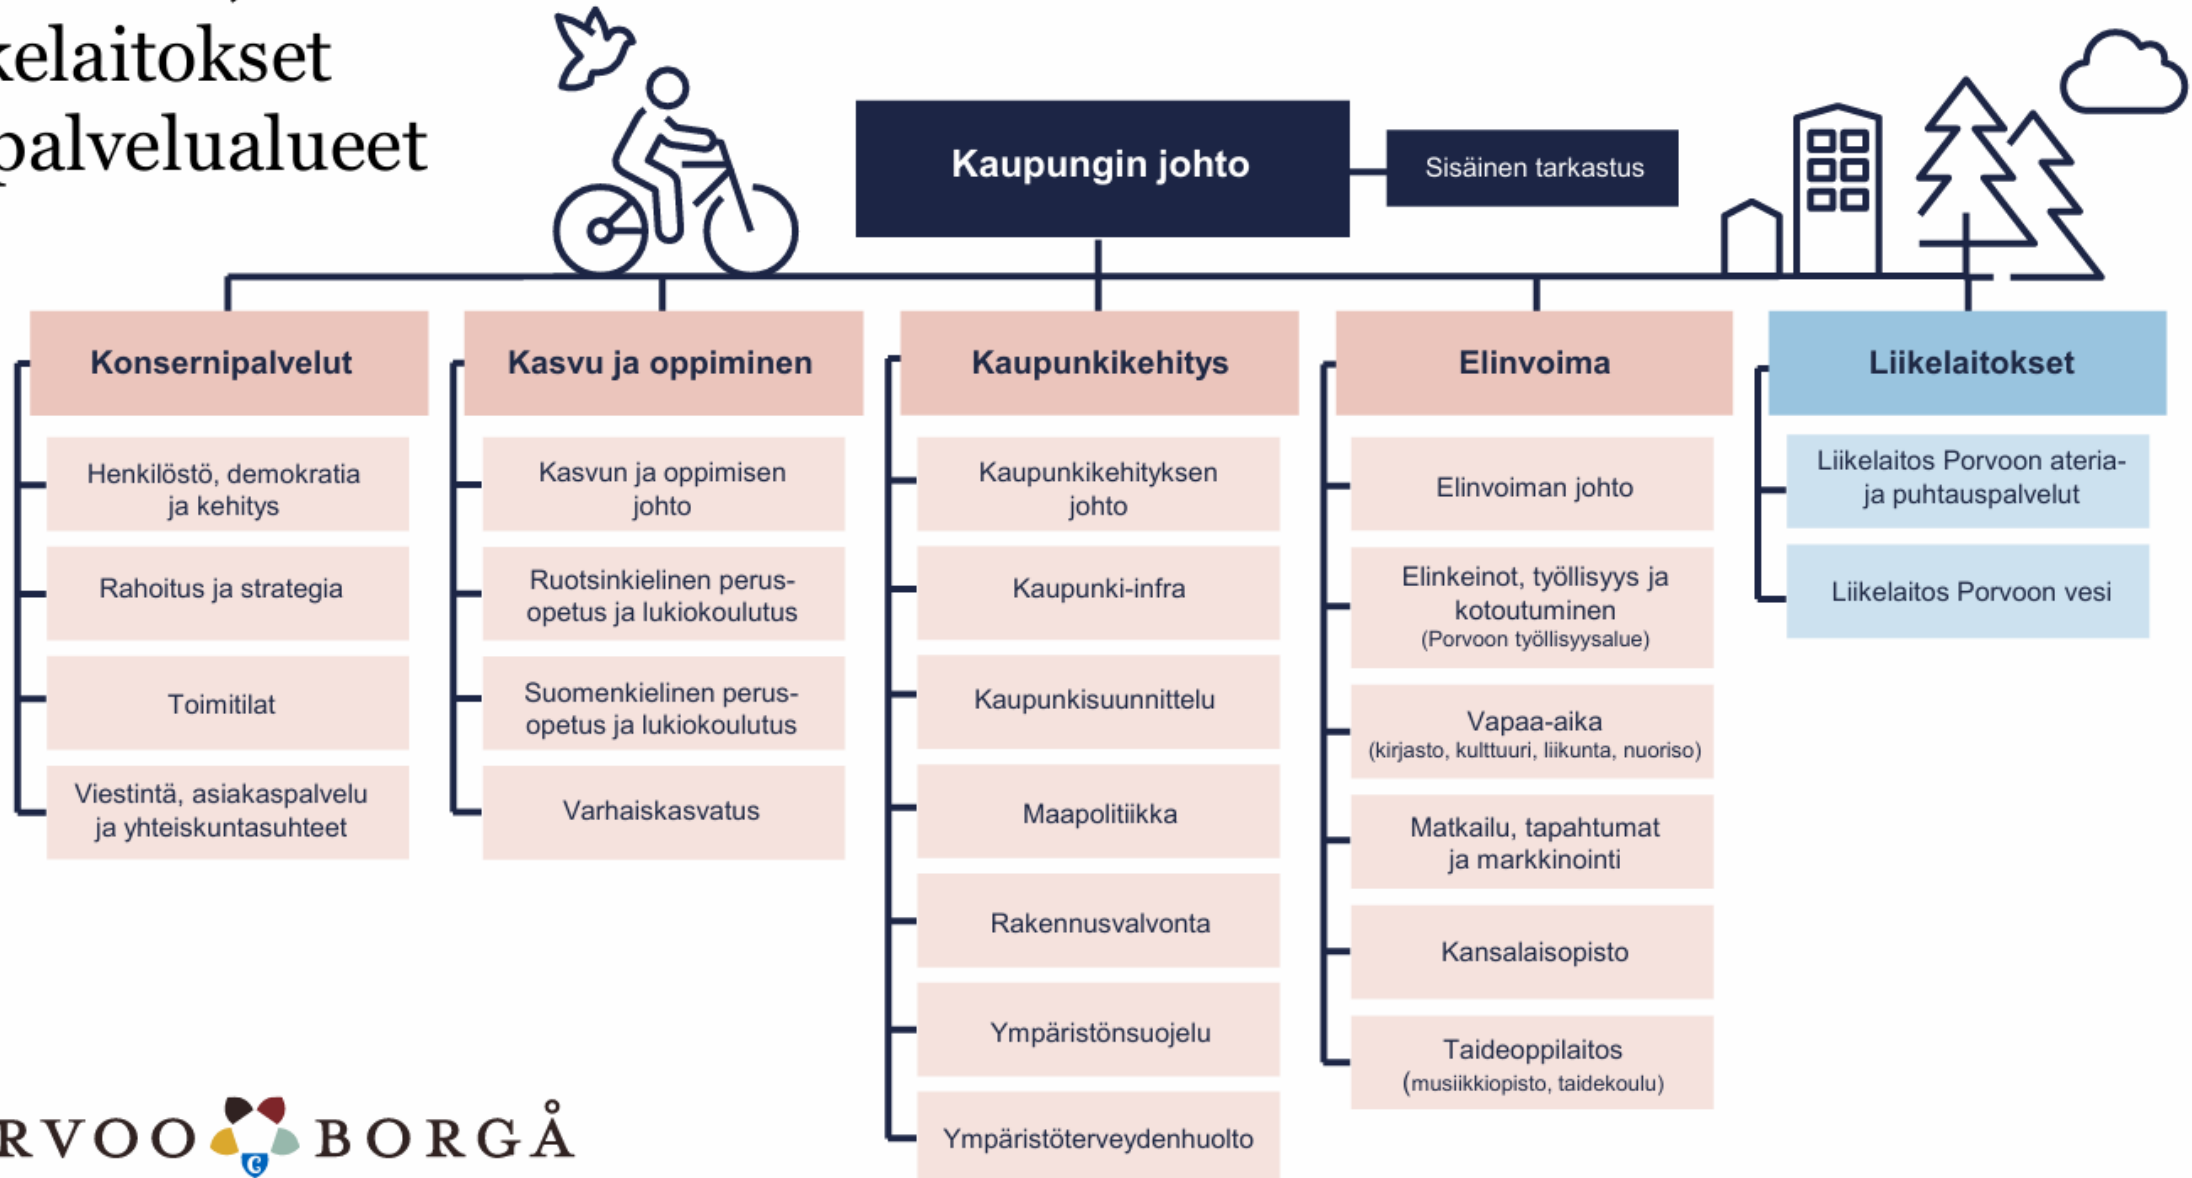 kelaitokset
palvelualueet
Kaupungin johto
Sisäinen tarkastus
Konsernipalvelut
Henkilöstö, demokratia
ja kehitys
Rahoitus ja strategia
Toimitilat
Viestintä, asiakaspalvelu
ja yhteiskuntasuhteet
Kasvu ja oppiminen
Kasvun ja oppimisen
johto
Ruotsinkielinen perus-
opetus ja lukiokoulutus
Suomenkielinen perus-
opetus ja lukiokoulutus
Varhaiskasvatus
Kaupunkikehitys
Kaupunkikehityksen
johto
Kaupunki-infra
Kaupunkisuunnittelu
Maapolitiikka
Rakennusvalvonta
Ympäristönsuojelu
Ympäristöterveydenhuolto
Elinvoima
Elinvoiman johto
Elinkeinot, työllisyys ja
kotoutuminen
(Porvoon työllisyysalue)
Vapaa-aika
(kirjasto, kulttuuri, liikunta, nuoriso)
Matkailu, tapahtumat
ja markkinointi
Kansalaisopisto
Taideoppilaitos
(musiikkiopisto, taidekoulu)
Liikelaitokset
Liikelaitos Porvoon ateria-
ja puhtauspalvelut
Liikelaitos Porvoon vesi
RVOO BORGÅ